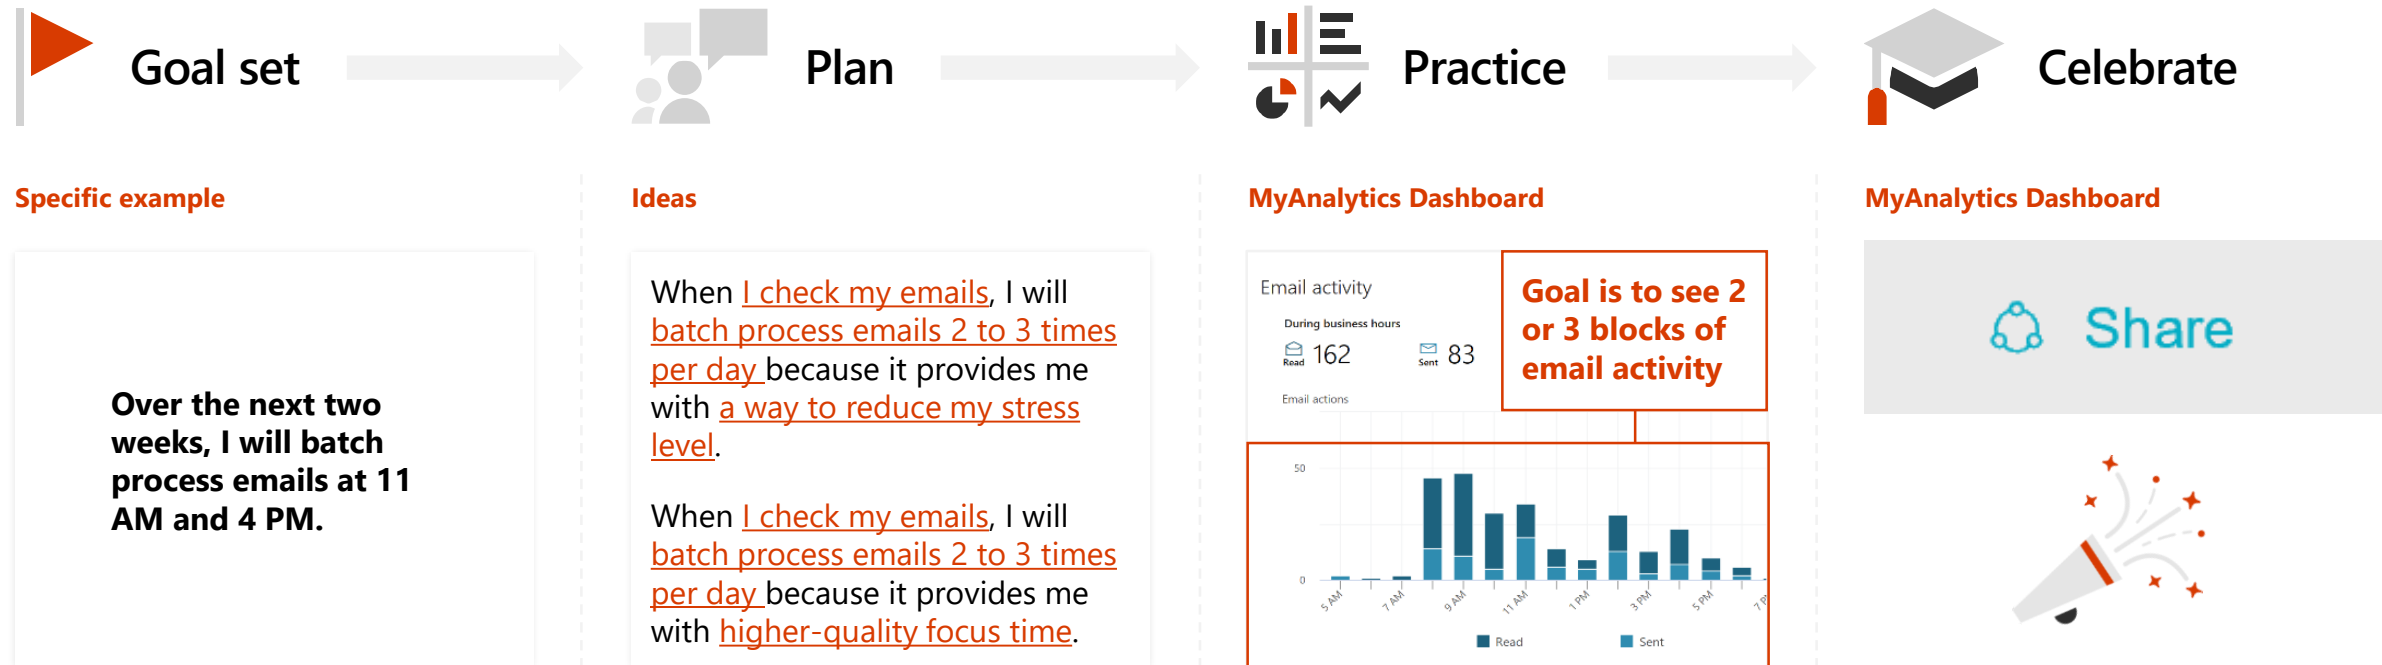 Goal set
Plan
Practice
Celebrate
Specific example
Over the next two
weeks, I will batch
process emails at 11
AM and 4 PM.
Ideas
When I check my emails, I will
batch process emails 2 to 3 times
per day because it provides me
with a way to reduce my stress
level.
When I check my emails, I will
batch process emails 2 to 3 times
per day because it provides me
with higher-quality focus time.
MyAnalytics Dashboard
Email activity
During business hours
Read 162
Sent 83
Email actions
Goal is to see 2
or 3 blocks of
email activity
50
0
5 AM
7 AM
9 AM
11 AM
1 PM
3 PM
5 PM
7 P
Read
Sent
MyAnalytics Dashboard
Share